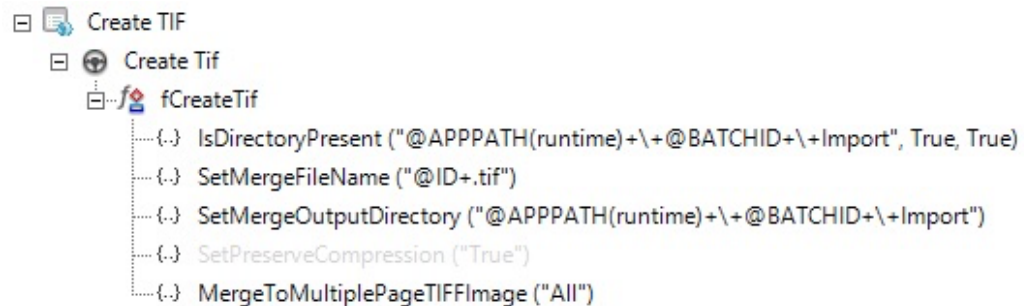 Create TIF
Create Tif
fCreateTif
IsDirectoryPresent ("@APPPATH(runtime)+\+@BATCHID+\+Import", True, True)
SetMergeFileName ("@ID+.tif")
SetMergeOutputDirectory ("@APPPATH(runtime)+\+@BATCHID+\+Import")
SetPreserveCompression ("True")
MergeToMultiplePageTIFFImage ("All")